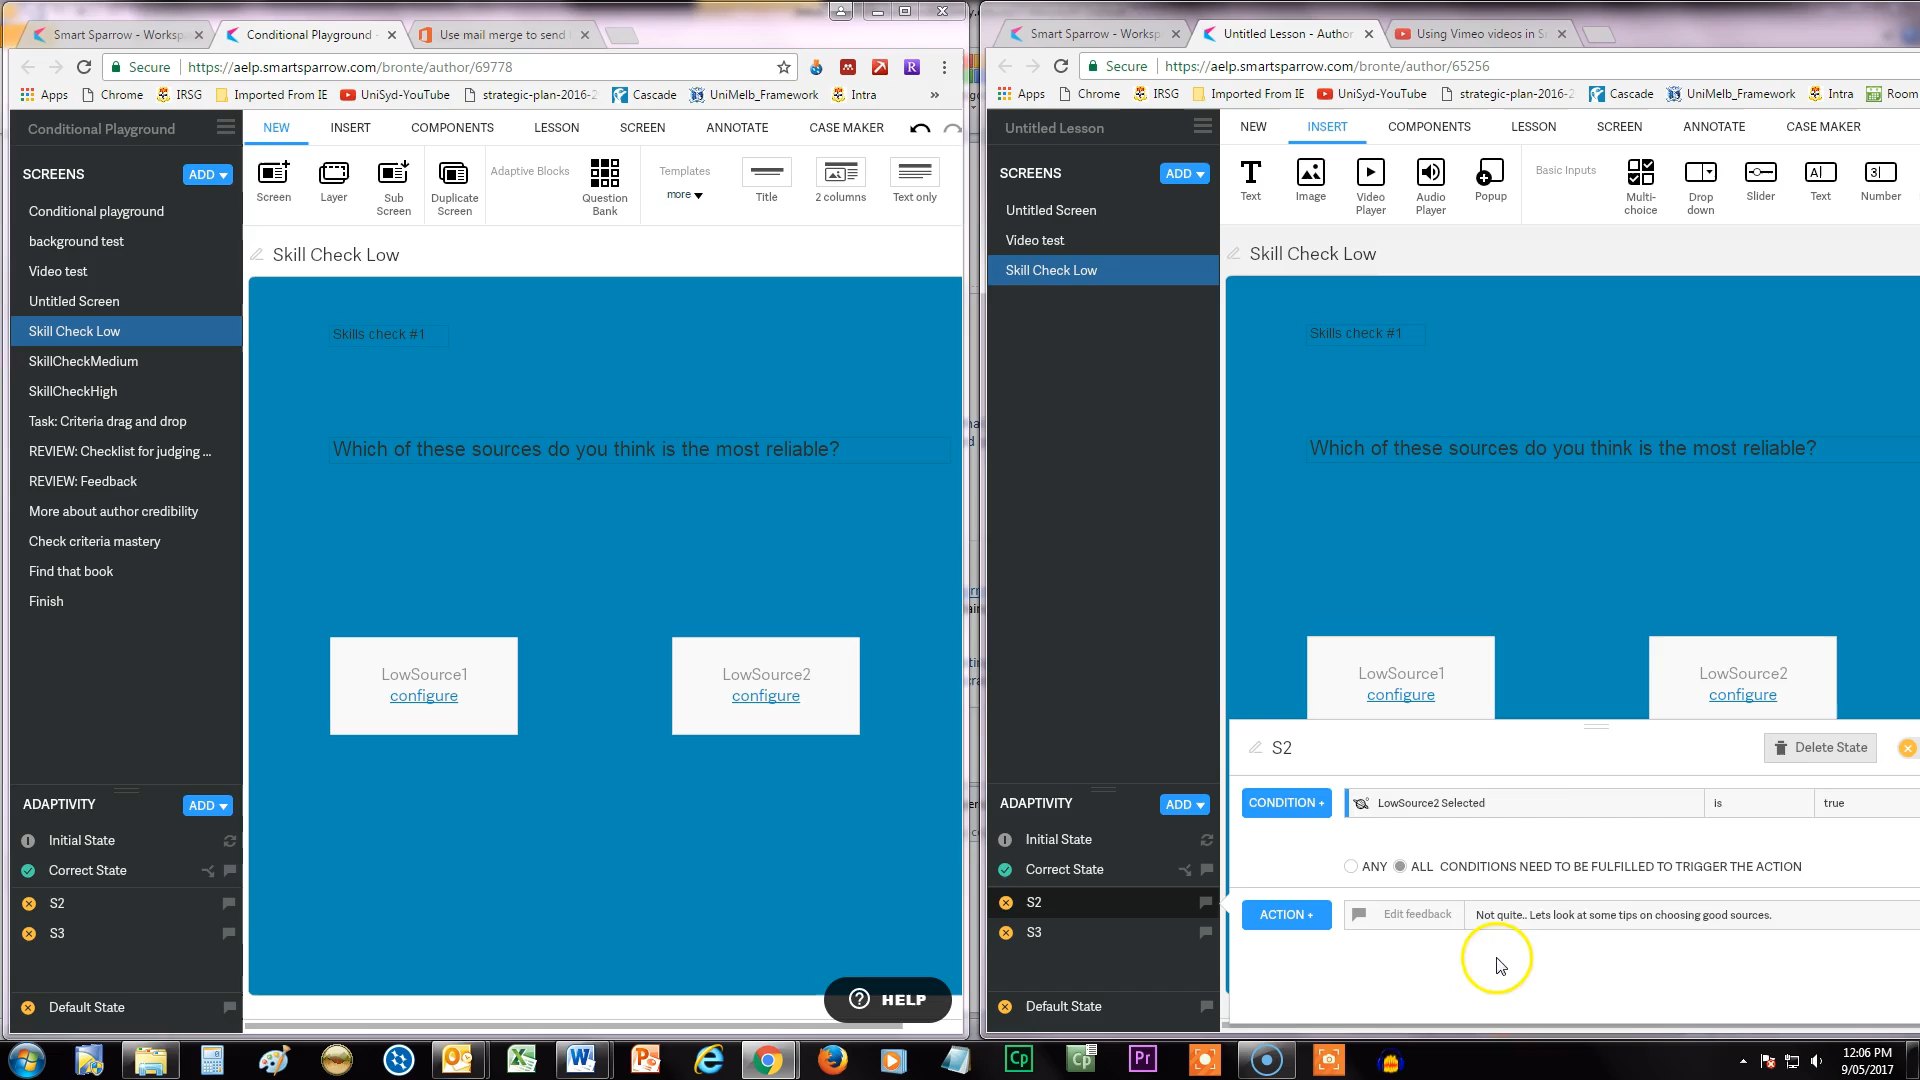 Smart Sparrow - Worksp
Conditional Playground -
Use mail merge to send
Secure
https://aelp.smartsparrow.com/bronte/author/69778
Apps
Chrome
IRSG
Imported From IE
UniSyd-YouTube
strategic-plan-2016-2
Cascade
UniMelb_Framework
Intra
»
Conditional Playground
NEW
INSERT
COMPONENTS
LESSON
SCREEN
ANNOTATE
CASE MAKER
SCREENS
ADD
Screen
Layer
Sub Screen
Duplicate Screen
Adaptive Blocks
Question Bank
Templates
more
Title
2 columns
Text only
Conditional playground
background test
Video test
Untitled Screen
Skill Check Low
SkillCheckMedium
SkillCheckHigh
Task: Criteria drag and drop
REVIEW: Checklist for judging ...
REVIEW: Feedback
More about author credibility
Check criteria mastery
Find that book
Finish
Skill Check Low
Skills check #1
Which of these sources do you think is the most reliable?
LowSource1
configure
LowSource2
configure
ADAPTIVITY
ADD
Initial State
Correct State
S2
S3
Default State
HELP
Smart Sparrow - Worksp
Untitled Lesson - Author
Using Vimeo videos in S
Secure
https://aelp.smartsparrow.com/bronte/author/65256
Apps
Chrome
IRSG
Imported From IE
UniSyd-YouTube
strategic-plan-2016-2
Cascade
UniMelb_Framework
Intra
Room
Untitled Lesson
NEW
INSERT
COMPONENTS
LESSON
SCREEN
ANNOTATE
CASE MAKER
SCREENS
ADD
Text
Image
Video Player
Audio Player
Popup
Basic Inputs
Multi-choice
Drop down
Slider
Text
Number
Untitled Screen
Video test
Skill Check Low
Skill Check Low
Skills check #1
Which of these sources do you think is the most reliable?
LowSource1
configure
LowSource2
configure
ADAPTIVITY
ADD
Initial State
Correct State
S2
S3
Default State
S2
Delete State
CONDITION +
LowSource2 Selected
is
true
ANY
ALL
CONDITIONS NEED TO BE FULFILLED TO TRIGGER THE ACTION
ACTION +
Edit feedback
Not quite.. Lets look at some tips on choosing good sources.
12:06 PM
9/05/2017